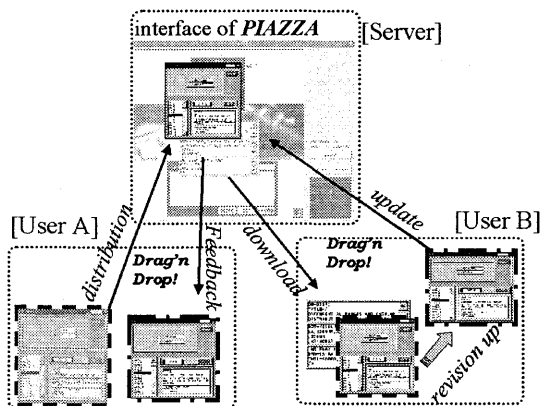 interface of PIAZZA
[Server]
[User A]
distribution
Drag'n
Drop!
Feedback
download
update
[User B]
Drag'n
Drop!
revision up